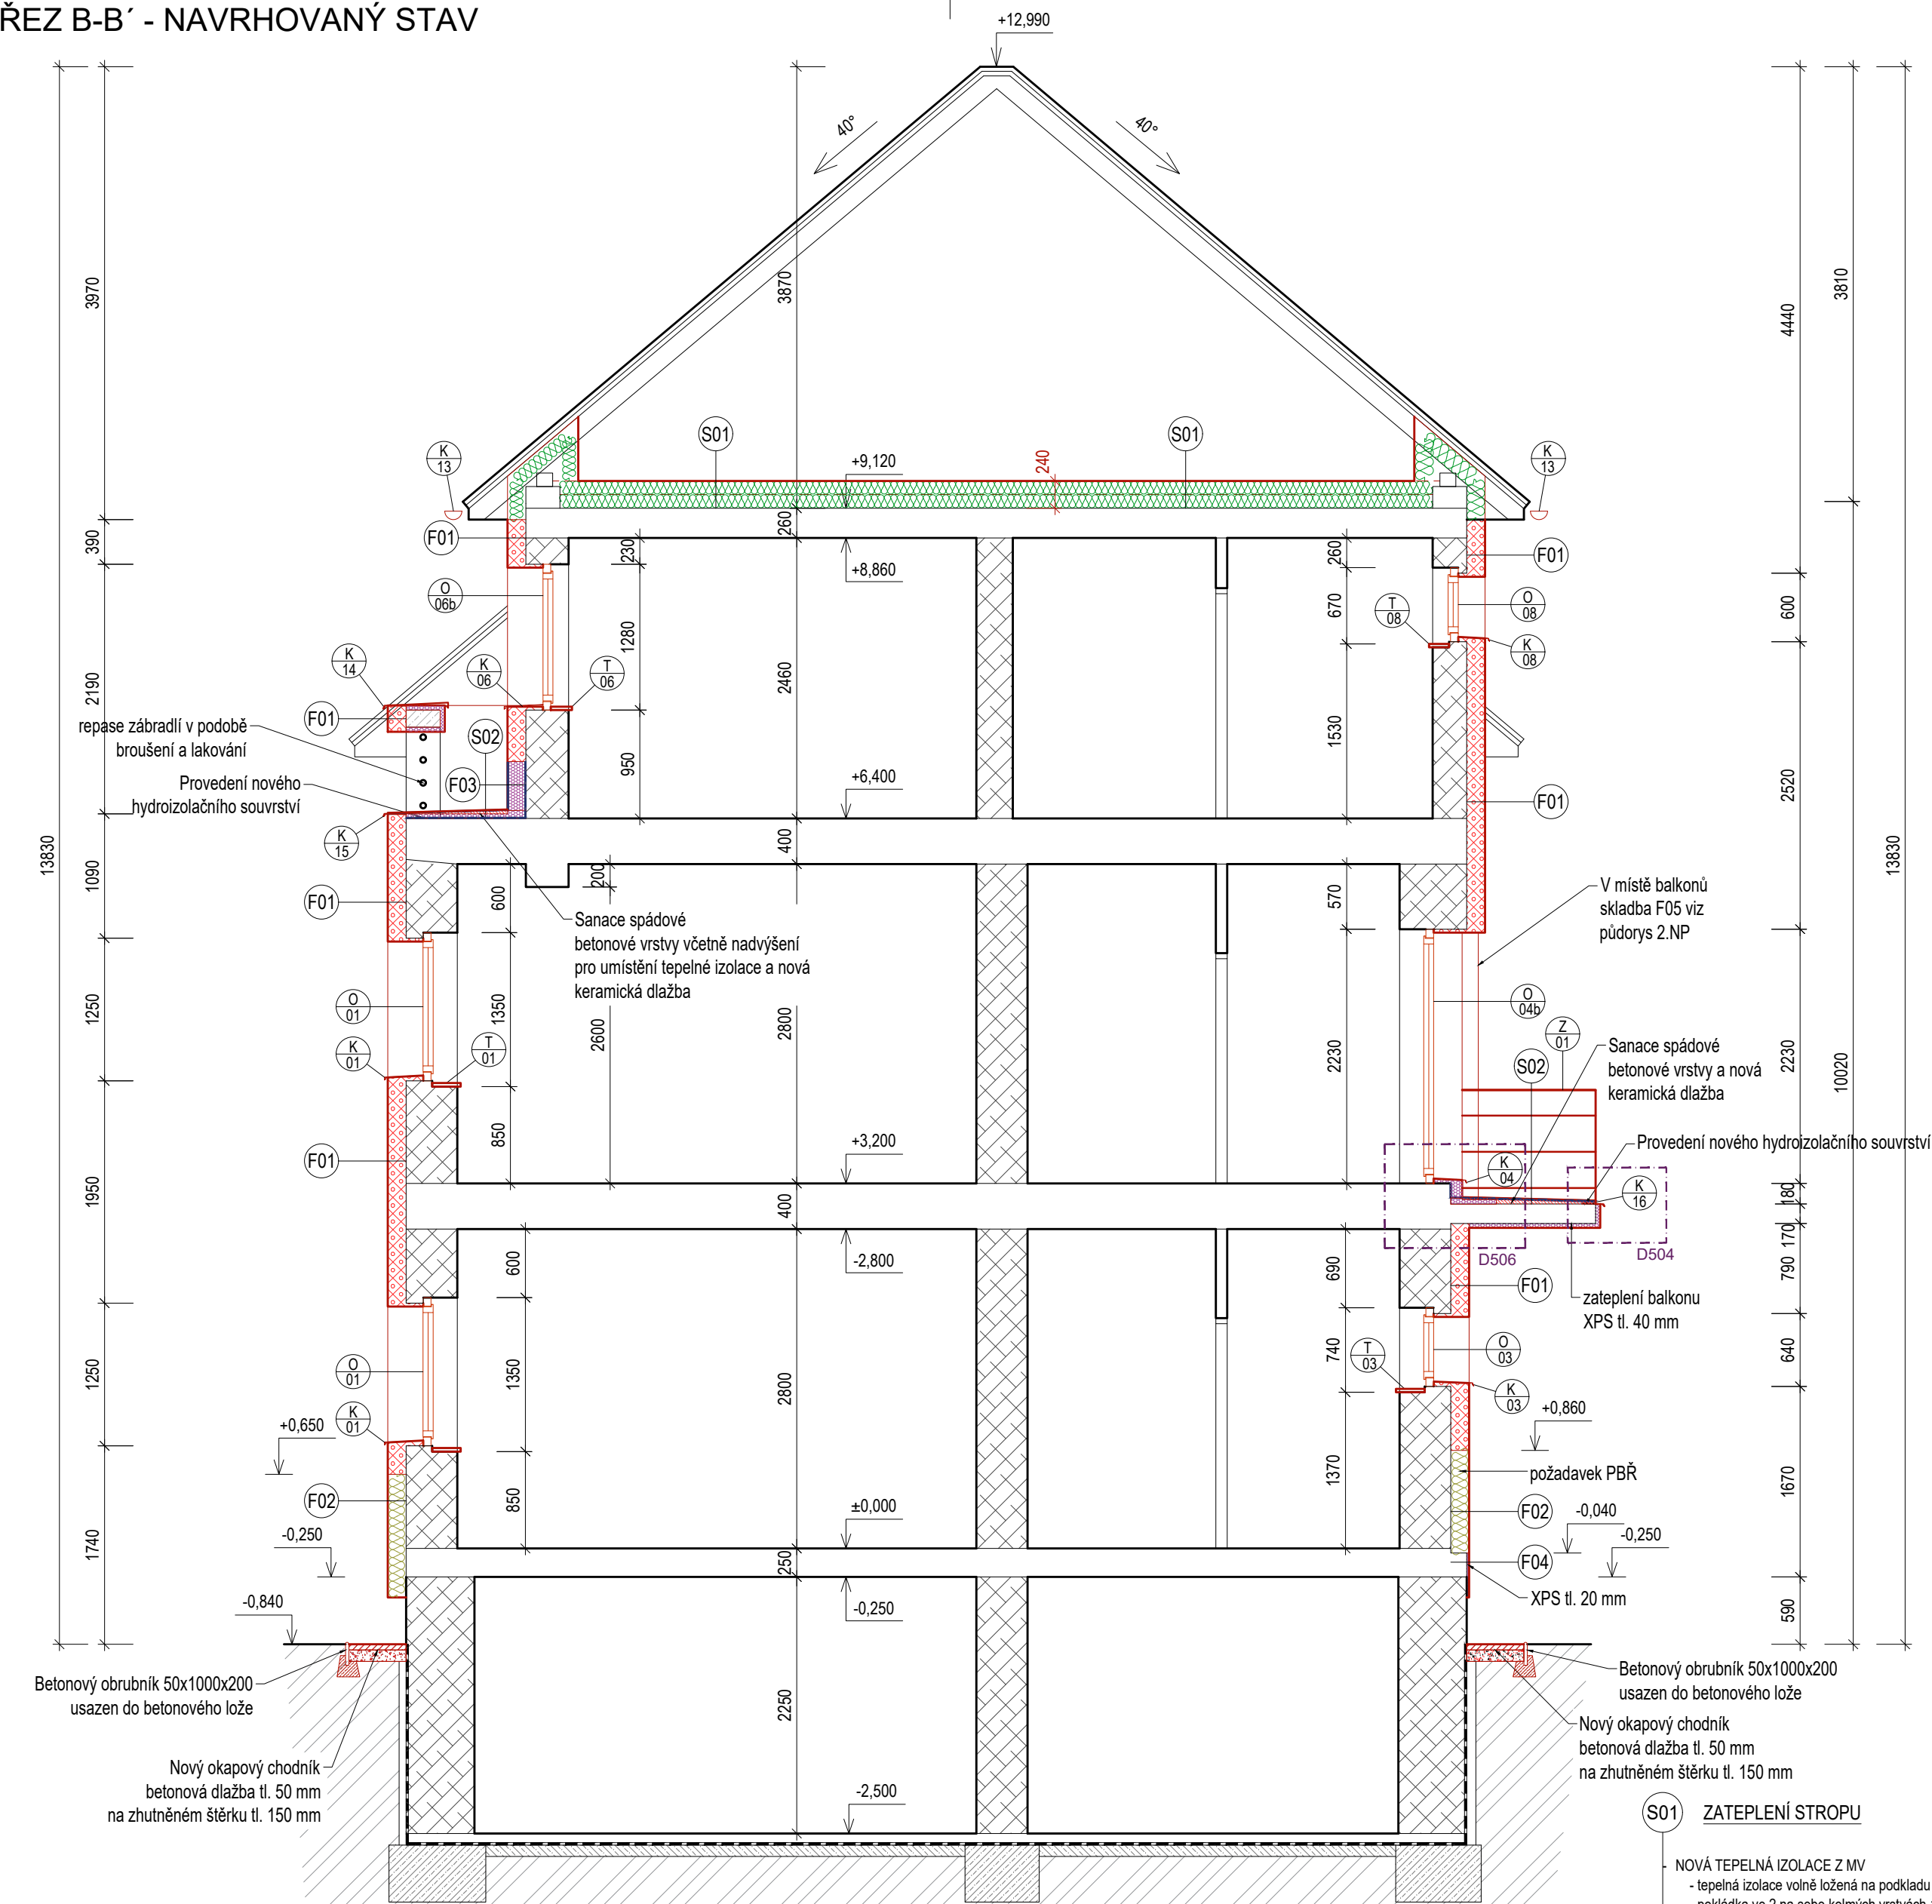 ŘEZ B-B´ - NAVRHOVANÝ STAV
+12,990
40°
40°
13830
3970
390
2190
1090
1250
1950
1250
1740
3870
260
2460
400
2800
400
2800
250
2250
4440
600
2520
2230
180
170
790
640
1670
590
3810
10020
13830
S01
S01
240
+9,120
K
13
K
13
F01
F01
+8,860
230
1280
950
260
670
1530
O
06b
T
08
O
08
K
08
K
14
K
06
T
06
F01
S02
repase zábradlí v podobě
broušení a lakování
F03
Provedení nového
hydroizolačního souvrství
+6,400
F01
K
15
F01
600
200
570
Sanace spádové
betonové vrstvy včetně nadvýšení
pro umístění tepelné izolace a nová
keramická dlažba
V místě balkonů
skladba F05 viz
půdorys 2.NP
O
01
1350
2600
2230
O
04b
Z
01
K
01
T
01
S02
Sanace spádové
betonové vrstvy a nová
keramická dlažba
850
+3,200
F01
Provedení nového hydroizolačního souvrství
K
04
K
16
D506
D504
600
-2,800
690
F01
zateplení balkonu
XPS tl. 40 mm
O
01
1350
740
T
03
O
03
K
03
K
01
+0,650
+0,860
požadavek PBŘ
F02
850
±0,000
1370
F02
-0,040
-0,250
-0,250
F04
-0,250
XPS tl. 20 mm
-0,840
Betonový obrubník 50x1000x200
usazen do betonového lože
Betonový obrubník 50x1000x200
usazen do betonového lože
Nový okapový chodník
betonová dlažba tl. 50 mm
na zhutněném štěrku tl. 150 mm
Nový okapový chodník
betonová dlažba tl. 50 mm
na zhutněném štěrku tl. 150 mm
-2,500
S01 ZATEPLENÍ STROPU
- NOVÁ TEPELNÁ IZOLACE Z MV
- tepelná izolace volně ložená na podkladu